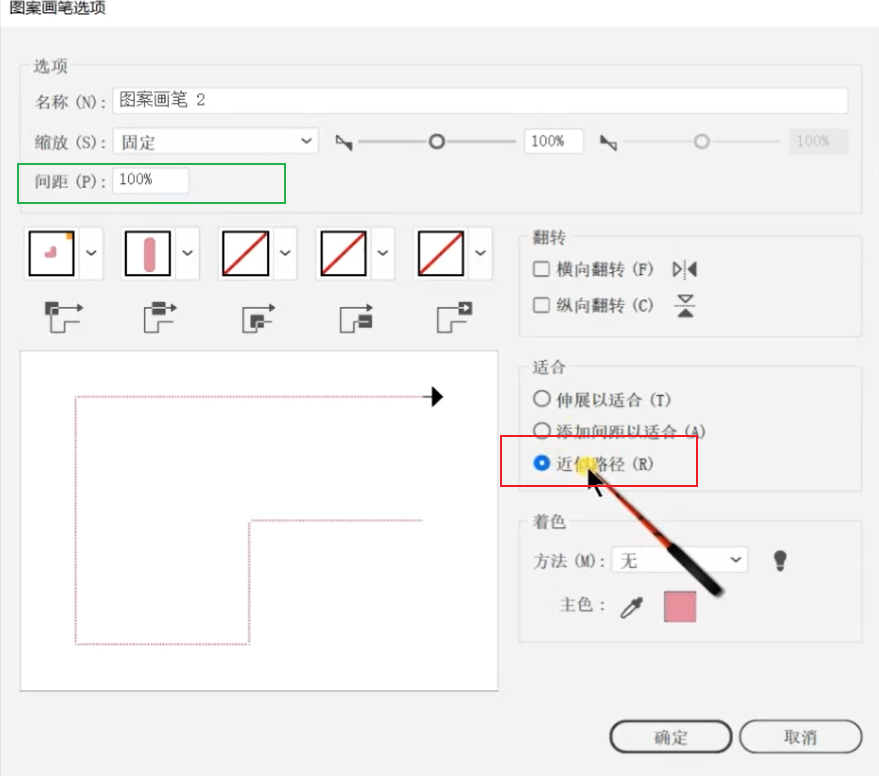 图案画笔选项
选项
名称 (N): 图案画笔 2
缩放 (S): 固定 100% 100%
间距 (P): 100%
翻转
横向翻转 (F)
纵向翻转 (C)
适合
伸展以适合 (T)
添加间距以适合 (A)
近似路径 (R)
着色
方法 (M): 无
主色:
确定 取消